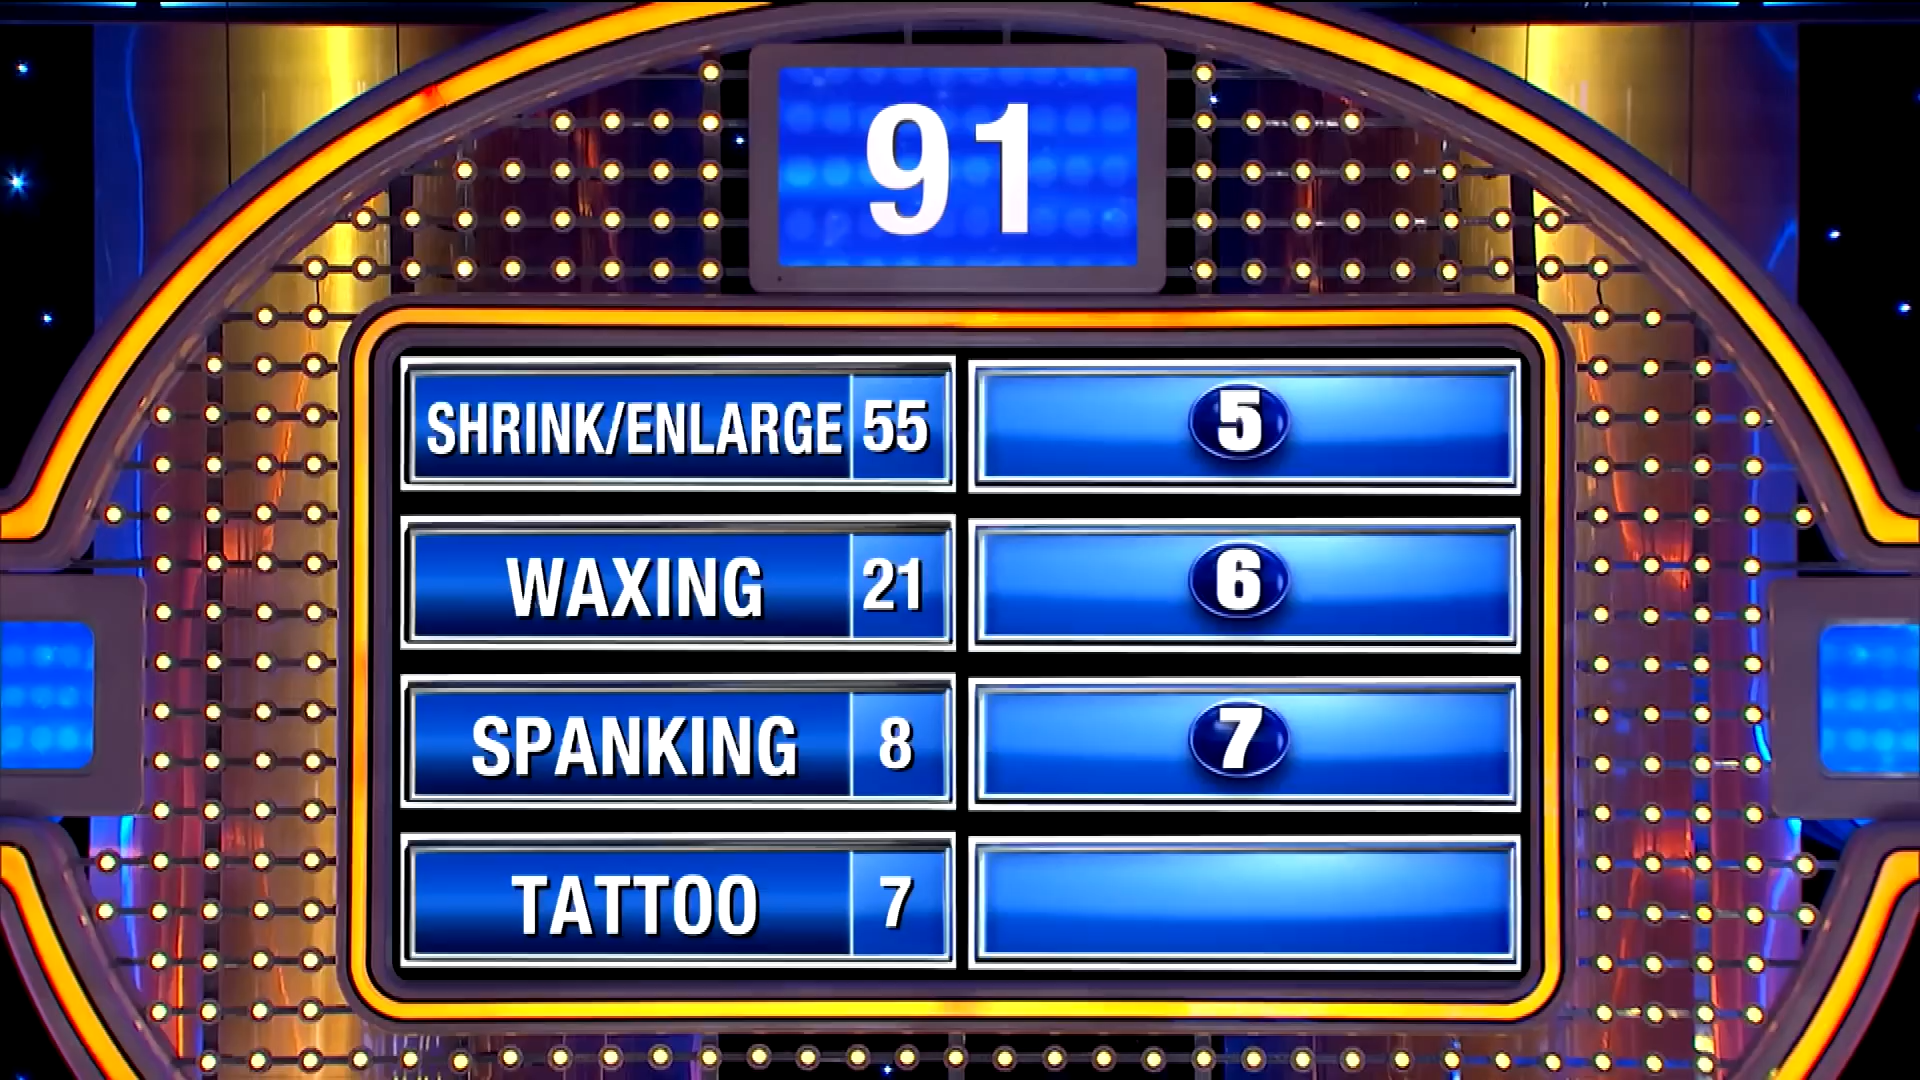 91
SHRINK/ENLARGE 55
5
WAXING 21
6
SPANKING 8
7
TATTOO 7